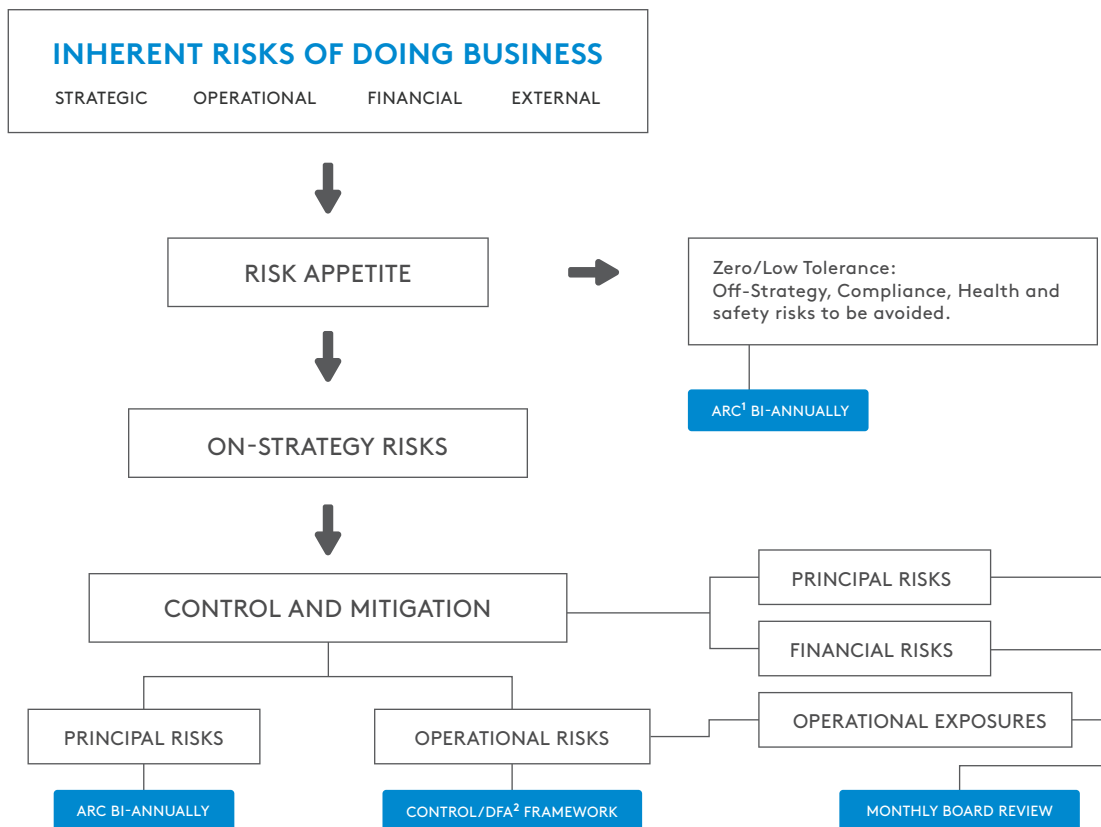 INHERENT RISKS OF DOING BUSINESS
STRATEGIC OPERATIONAL FINANCIAL EXTERNAL
RISK APPETITE
Zero/Low Tolerance:
Off-Strategy, Compliance, Health and
safety risks to be avoided.
ARC¹ BI-ANNUALLY
ON-STRATEGY RISKS
CONTROL AND MITIGATION
PRINCIPAL RISKS
FINANCIAL RISKS
OPERATIONAL EXPOSURES
PRINCIPAL RISKS
OPERATIONAL RISKS
ARC BI-ANNUALLY
CONTROL/DFA² FRAMEWORK
MONTHLY BOARD REVIEW